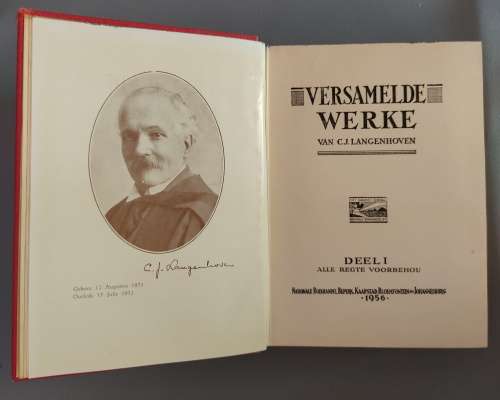 C. J. Langenhoven
Gebore 13 Augustus 1873
Oorlede 15 Julie 1932
VERSAMELDE
WERKE
VAN C.J. LANGENHOVEN
DEEL I
ALLE REGTE VOORBEHOU
NASIONALE BOEKHANDEL, BEPERK, KAAPSTAD, BLOEMFONTEIN EN JOHANNESBURG
1956